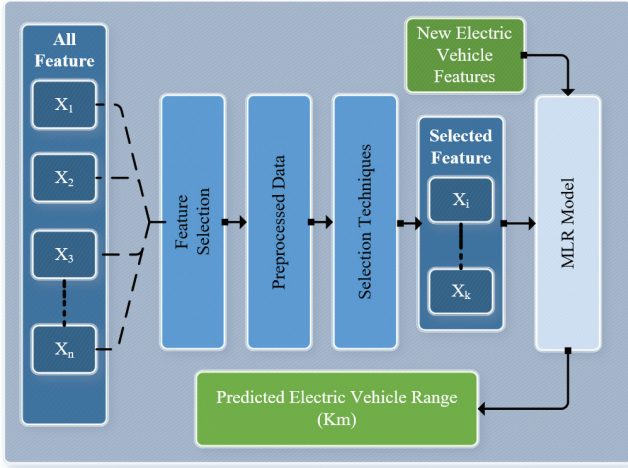 All
Feature
X1
X2
X3
Xn
Feature
Selection
Preprocessed Data
Selection Techniques
Selected
Feature
Xi
Xk
New Electric
Vehicle
Features
MLR Model
Predicted Electric Vehicle Range
(Km)